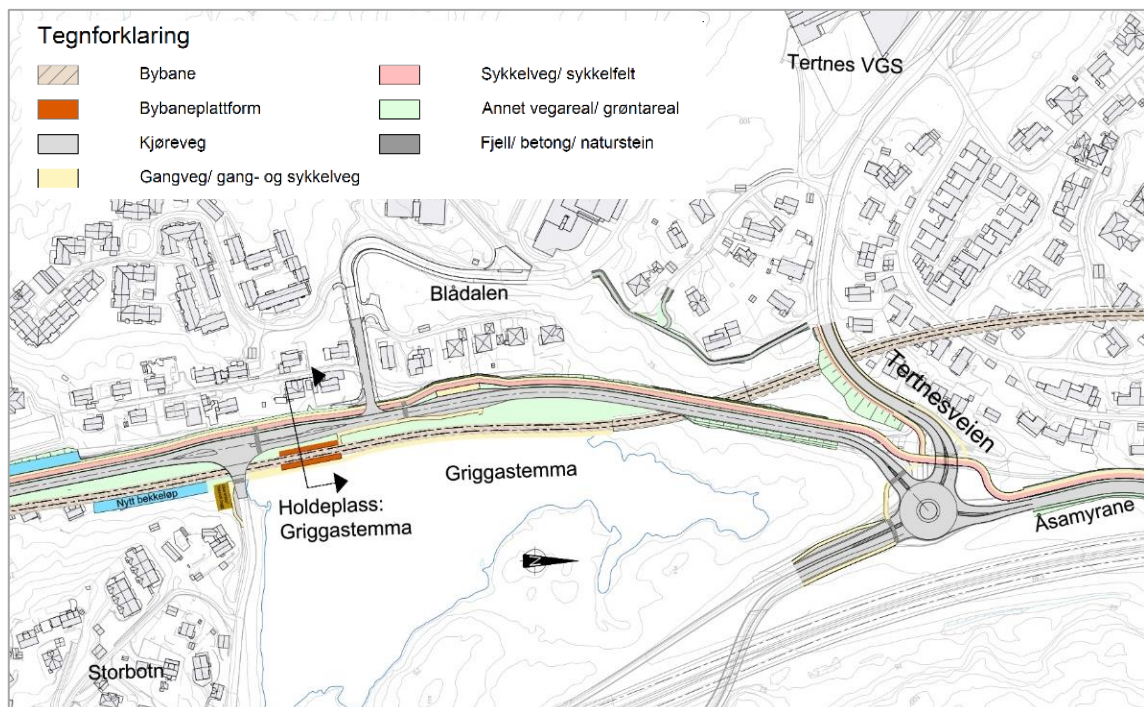 Tegnforklaring
Bybane
Bybaneplattform
Kjøreveg
Gangveg/ gang- og sykkelveg
Sykkelveg/ sykkelfelt
Annet vegareal/ grøntareal
Fjell/ betong/ naturstein
Tertnes VGS
Blådalen
Tertnesveien
Griggastemma
Nytt bekkeløp
Holdeplass:
Griggastemma
N
Åsamyrane
Storbotn